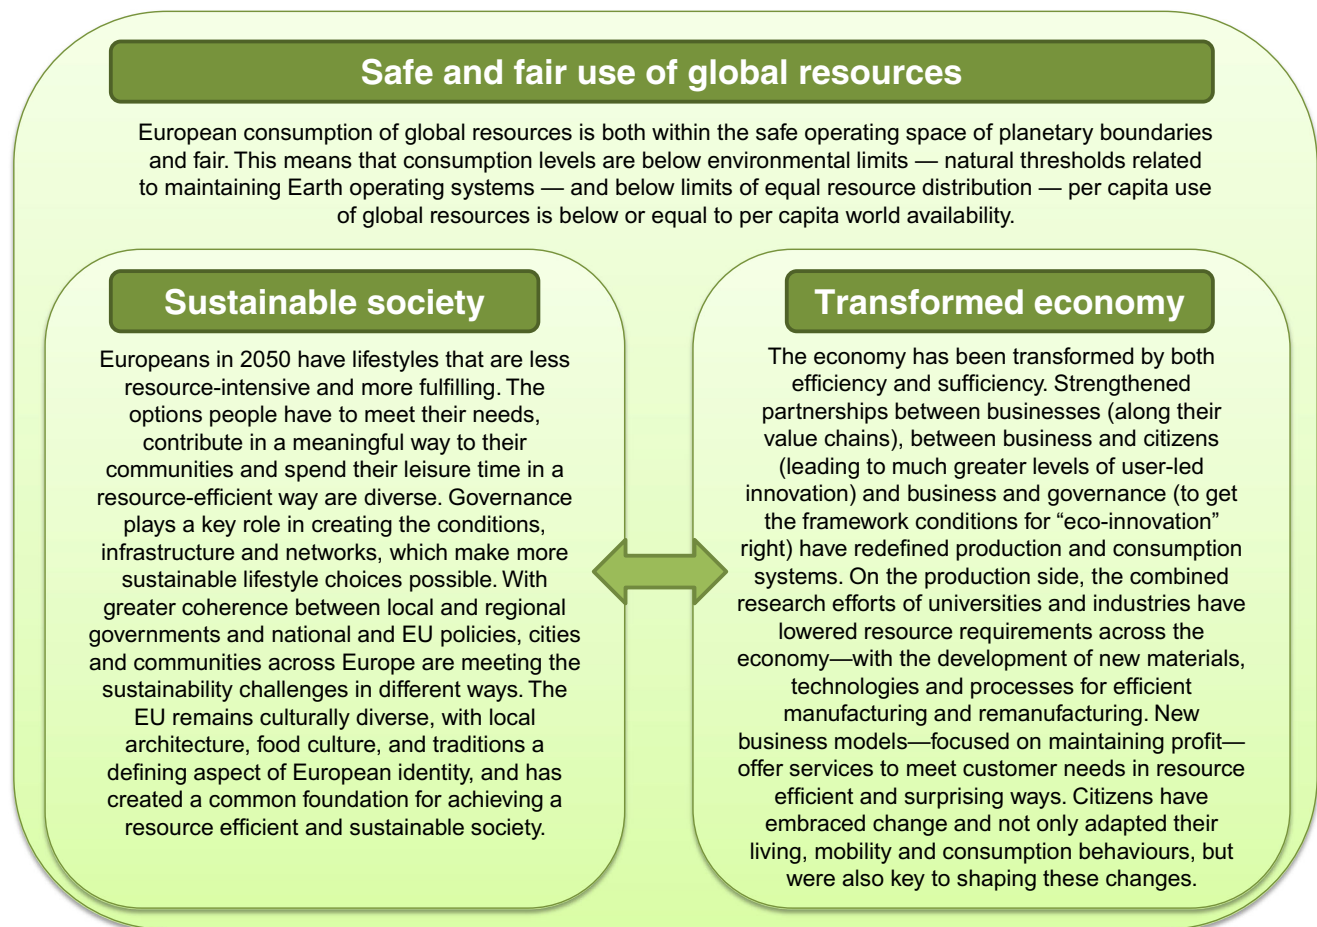 Safe and fair use of global resources
European consumption of global resources is both within the safe operating space of planetary boundaries
and fair. This means that consumption levels are below environmental limits — natural thresholds related
to maintaining Earth operating systems — and below limits of equal resource distribution — per capita use
of global resources is below or equal to per capita world availability.
Sustainable society
Europeans in 2050 have lifestyles that are less
resource-intensive and more fulfilling. The
options people have to meet their needs,
contribute in a meaningful way to their
communities and spend their leisure time in a
resource-efficient way are diverse. Governance
plays a key role in creating the conditions,
infrastructure and networks, which make more
sustainable lifestyle choices possible. With
greater coherence between local and regional
governments and national and EU policies, cities
and communities across Europe are meeting the
sustainability challenges in different ways. The
EU remains culturally diverse, with local
architecture, food culture, and traditions a
defining aspect of European identity, and has
created a common foundation for achieving a
resource efficient and sustainable society.
Transformed economy
The economy has been transformed by both
efficiency and sufficiency. Strengthened
partnerships between businesses (along their
value chains), between business and citizens
(leading to much greater levels of user-led
innovation) and business and governance (to get
the framework conditions for “eco-innovation”
right) have redefined production and consumption
systems. On the production side, the combined
research efforts of universities and industries have
lowered resource requirements across the
economy—with the development of new materials,
technologies and processes for efficient
manufacturing and remanufacturing. New
business models—focused on maintaining profit—
offer services to meet customer needs in resource
efficient and surprising ways. Citizens have
embraced change and not only adapted their
living, mobility and consumption behaviours, but
were also key to shaping these changes.